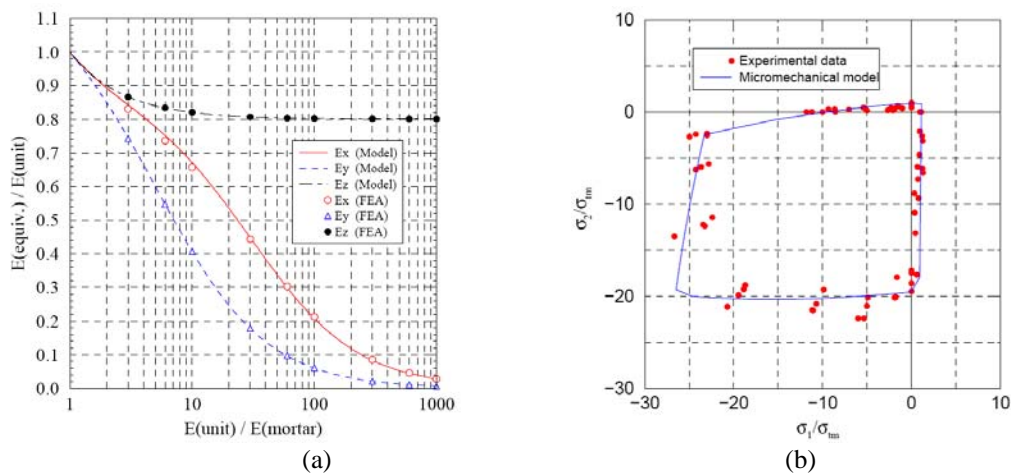 1.1
1.0
0.9
0.8
0.7
0.6
0.5
0.4
0.3
0.2
0.1
0.0
E(equiv.) / E(unit)
1
10
100
1000
E(unit) / E(mortar)
Ex (Model)
Ey (Model)
Ez (Model)
Ex (FEA)
Ey (FEA)
Ez (FEA)
(a)
10
0
−10
−20
−30
σ₂/σₜₘ
−30
−20
−10
0
10
σ₁/σₜₘ
Experimental data
Micromechanical model
(b)